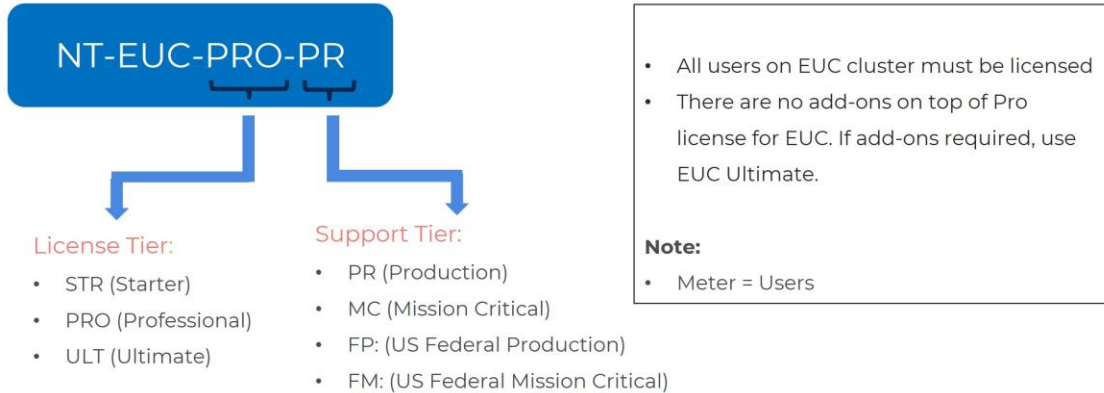 NT-EUC-PRO-PR
License Tier:
• STR (Starter)
• PRO (Professional)
• ULT (Ultimate)
Support Tier:
• PR (Production)
• MC (Mission Critical)
• FP: (US Federal Production)
• FM: (US Federal Mission Critical)
• All users on EUC cluster must be licensed
• There are no add-ons on top of Pro
license for EUC. If add-ons required, use
EUC Ultimate.
Note:
• Meter = Users